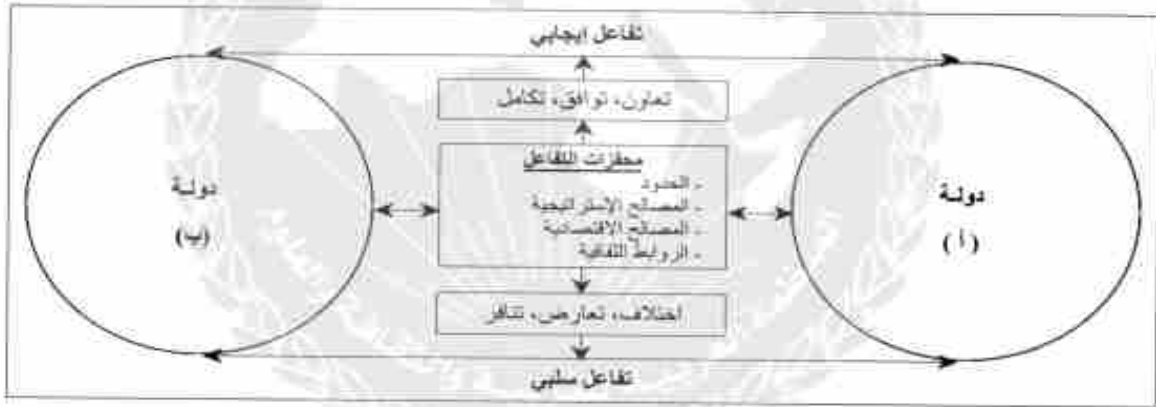 تفاعل إيجابي
تعاون، توافق، تكامل
محفزات التفاعل
- الحدود
- المصالح الاستراتيجية
- المصالح الاقتصادية
- الروابط الثقافية
دولة
(أ)
دولة
(ب)
اختلاف، تعارض، تنافر
تفاعل سلبي